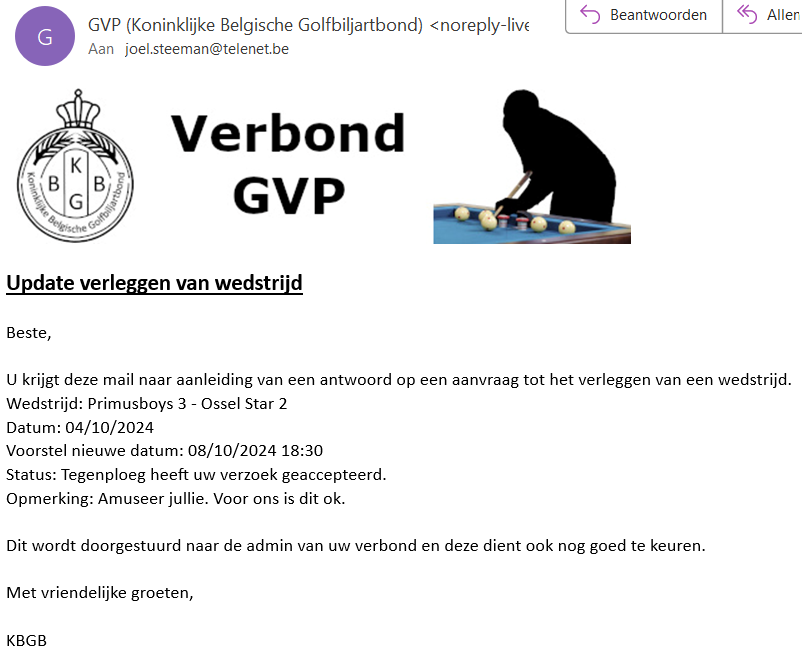 G
GVP (Koninklijke Belgische Golfbiljartbond) <noreply-live
Aan joel.steeman@telenet.be
Beantwoorden
Allen
K
B B
G
Koninklijke Belgische Golfbiljartbond
Verbond
GVP
Update verleggen van wedstrijd
Beste,
U krijgt deze mail naar aanleiding van een antwoord op een aanvraag tot het verleggen van een wedstrijd.
Wedstrijd: Primusboys 3 - Ossel Star 2
Datum: 04/10/2024
Voorstel nieuwe datum: 08/10/2024 18:30
Status: Tegenploeg heeft uw verzoek geaccepteerd.
Opmerking: Amuseer jullie. Voor ons is dit ok.
Dit wordt doorgestuurd naar de admin van uw verbond en deze dient ook nog goed te keuren.
Met vriendelijke groeten,
KBGB